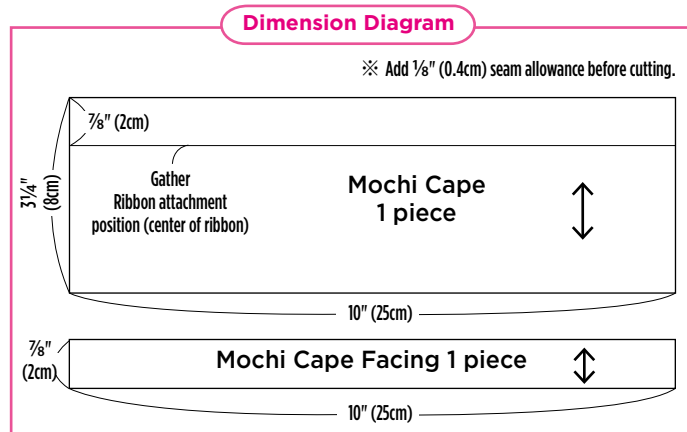 Dimension Diagram
※ Add ⅛" (0.4cm) seam allowance before cutting.
⅞" (2cm)
3¼"
(8cm)
Gather
Ribbon attachment
position (center of ribbon)
Mochi Cape
1 piece
10" (25cm)
⅞"
(2cm)
Mochi Cape Facing 1 piece
10" (25cm)